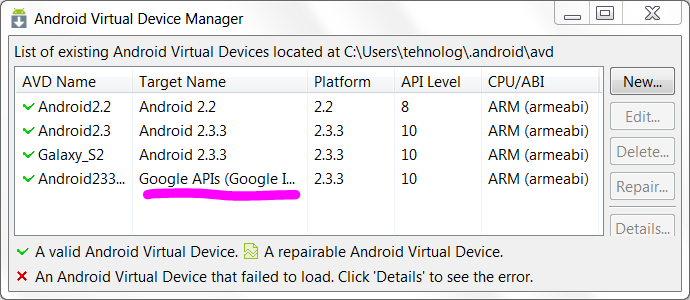 Android Virtual Device Manager
List of existing Android Virtual Devices located at C:\Users\tehnolog\.android\avd
AVD Name Target Name Platform API Level CPU/ABI
Android2.2 Android 2.2 2.2 8 ARM (armeabi)
Android2.3 Android 2.3.3 2.3.3 10 ARM (armeabi)
Galaxy_S2 Android 2.3.3 2.3.3 10 ARM (armeabi)
Android233... Google APIs (Google I... 2.3.3 10 ARM (armeabi)
New...
Edit...
Delete...
Repair...
Details...
A valid Android Virtual Device. A repairable Android Virtual Device.
An Android Virtual Device that failed to load. Click 'Details' to see the error.